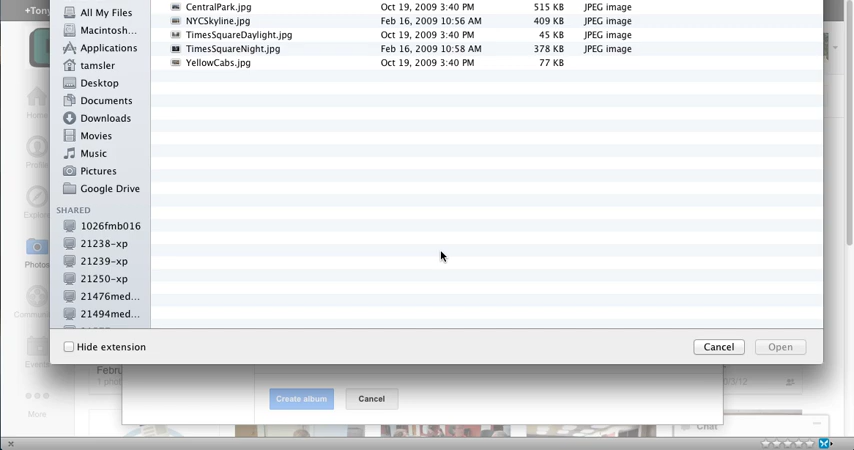 +Tony
All My Files
CentralPark.jpg Oct 19, 2009 3:40 PM 515 KB JPEG image
Macintosh...
NYCSkyline.jpg Feb 16, 2009 10:56 AM 409 KB JPEG image
Applications
TimesSquareDaylight.jpg Oct 19, 2009 3:40 PM 45 KB JPEG image
TimesSquareNight.jpg Feb 16, 2009 10:58 AM 378 KB JPEG image
tamsler
YellowCabs.jpg Oct 19, 2009 3:40 PM 77 KB
Desktop
Documents
Home
Downloads
Movies
Music
Pictures
Google Drive
SHARED
1026fmb016
21238-xp
21239-xp
Photos
21250-xp
21476med...
21494med...
Hide extension Cancel Open
Febru
1 phot
Create album Cancel
More
Chat